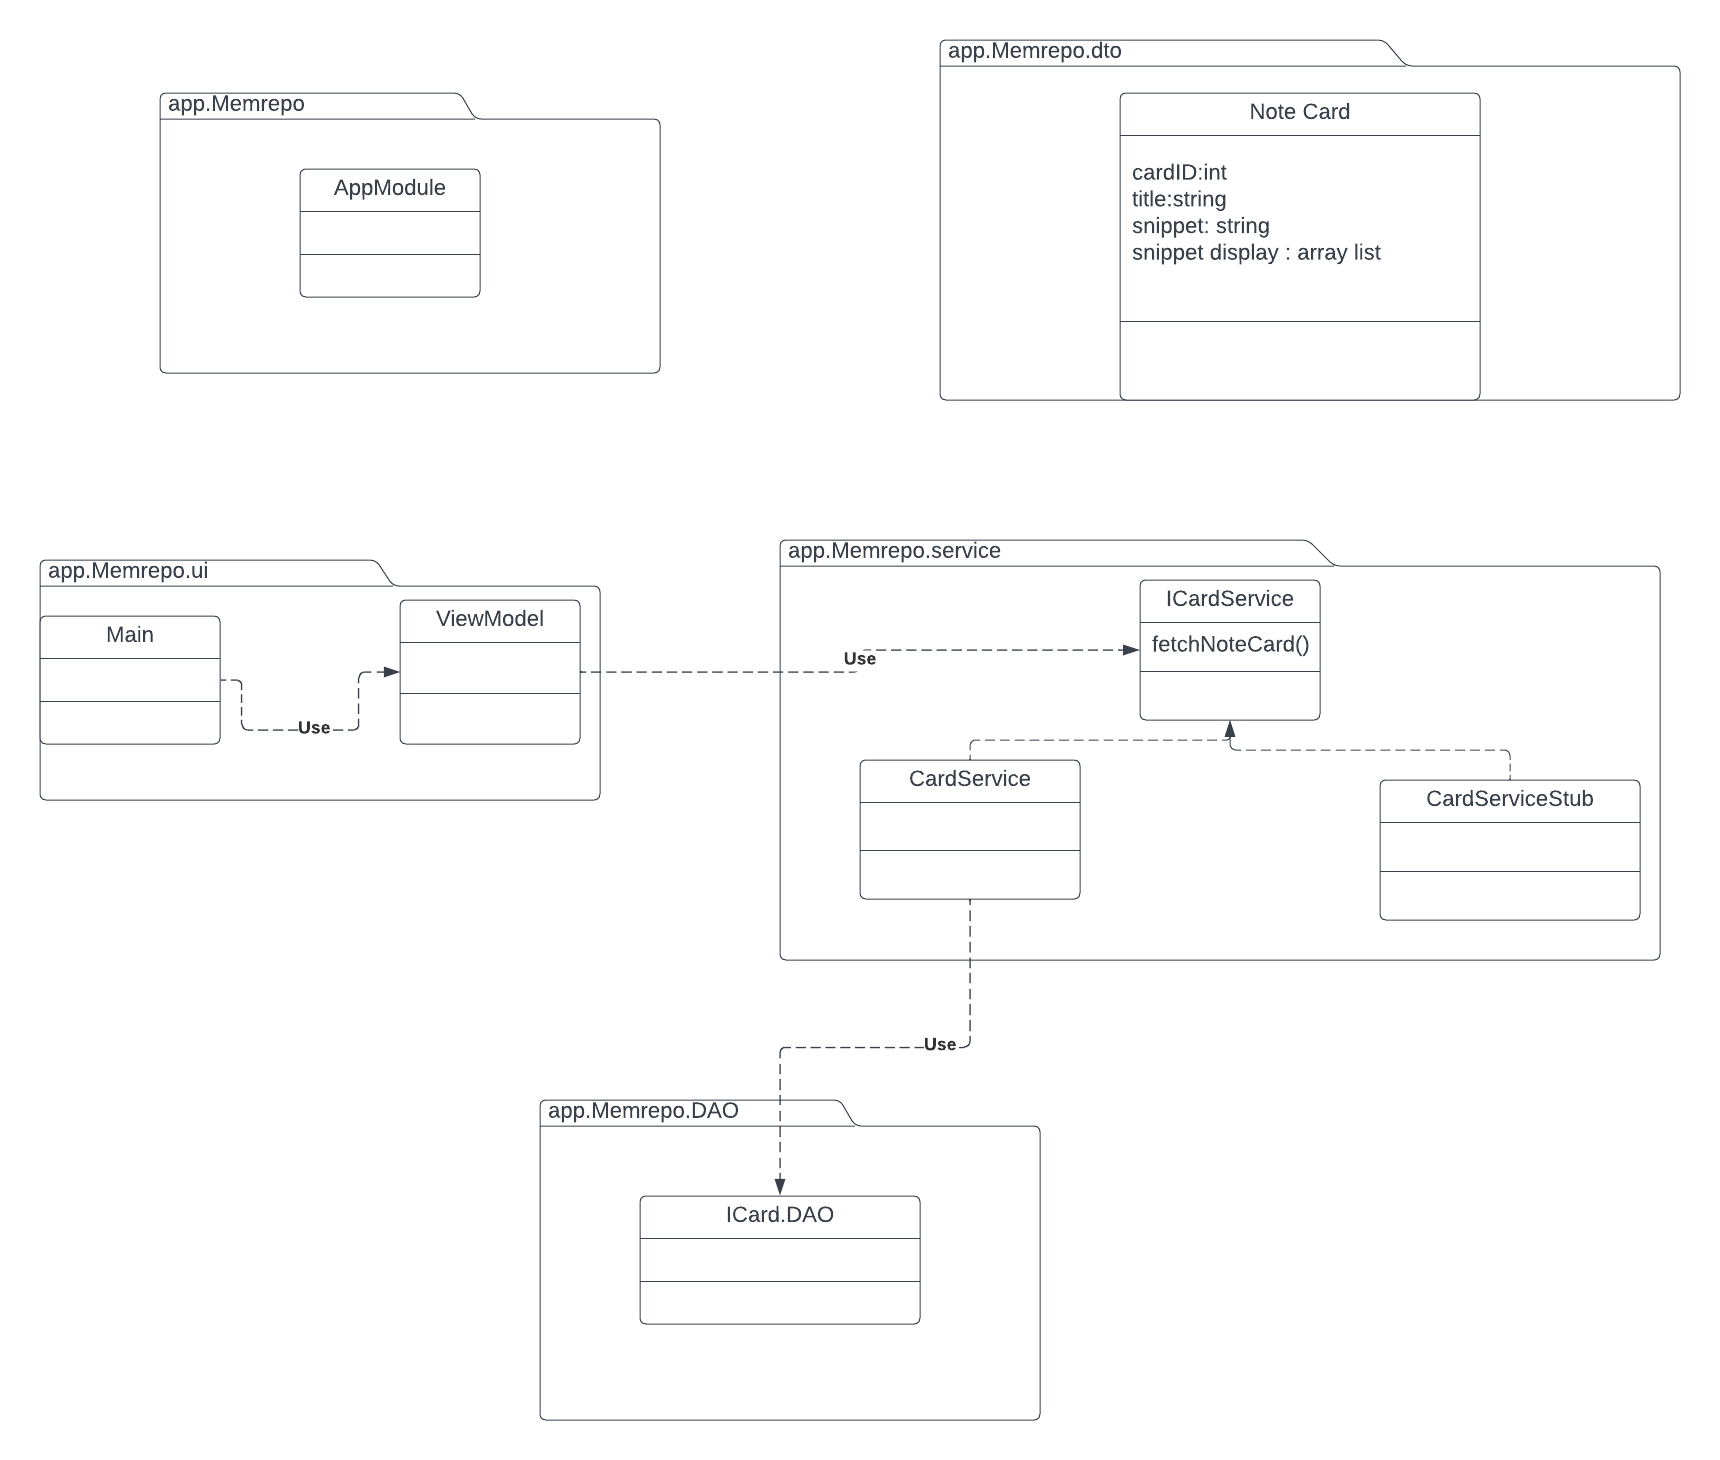 app.Memrepo
AppModule
app.Memrepo.dto
Note Card
cardID:int
title:string
snippet: string
snippet display : array list
app.Memrepo.ui
Main
ViewModel
Use
Use
app.Memrepo.service
ICardService
fetchNoteCard()
CardService
CardServiceStub
Use
app.Memrepo.DAO
ICard.DAO